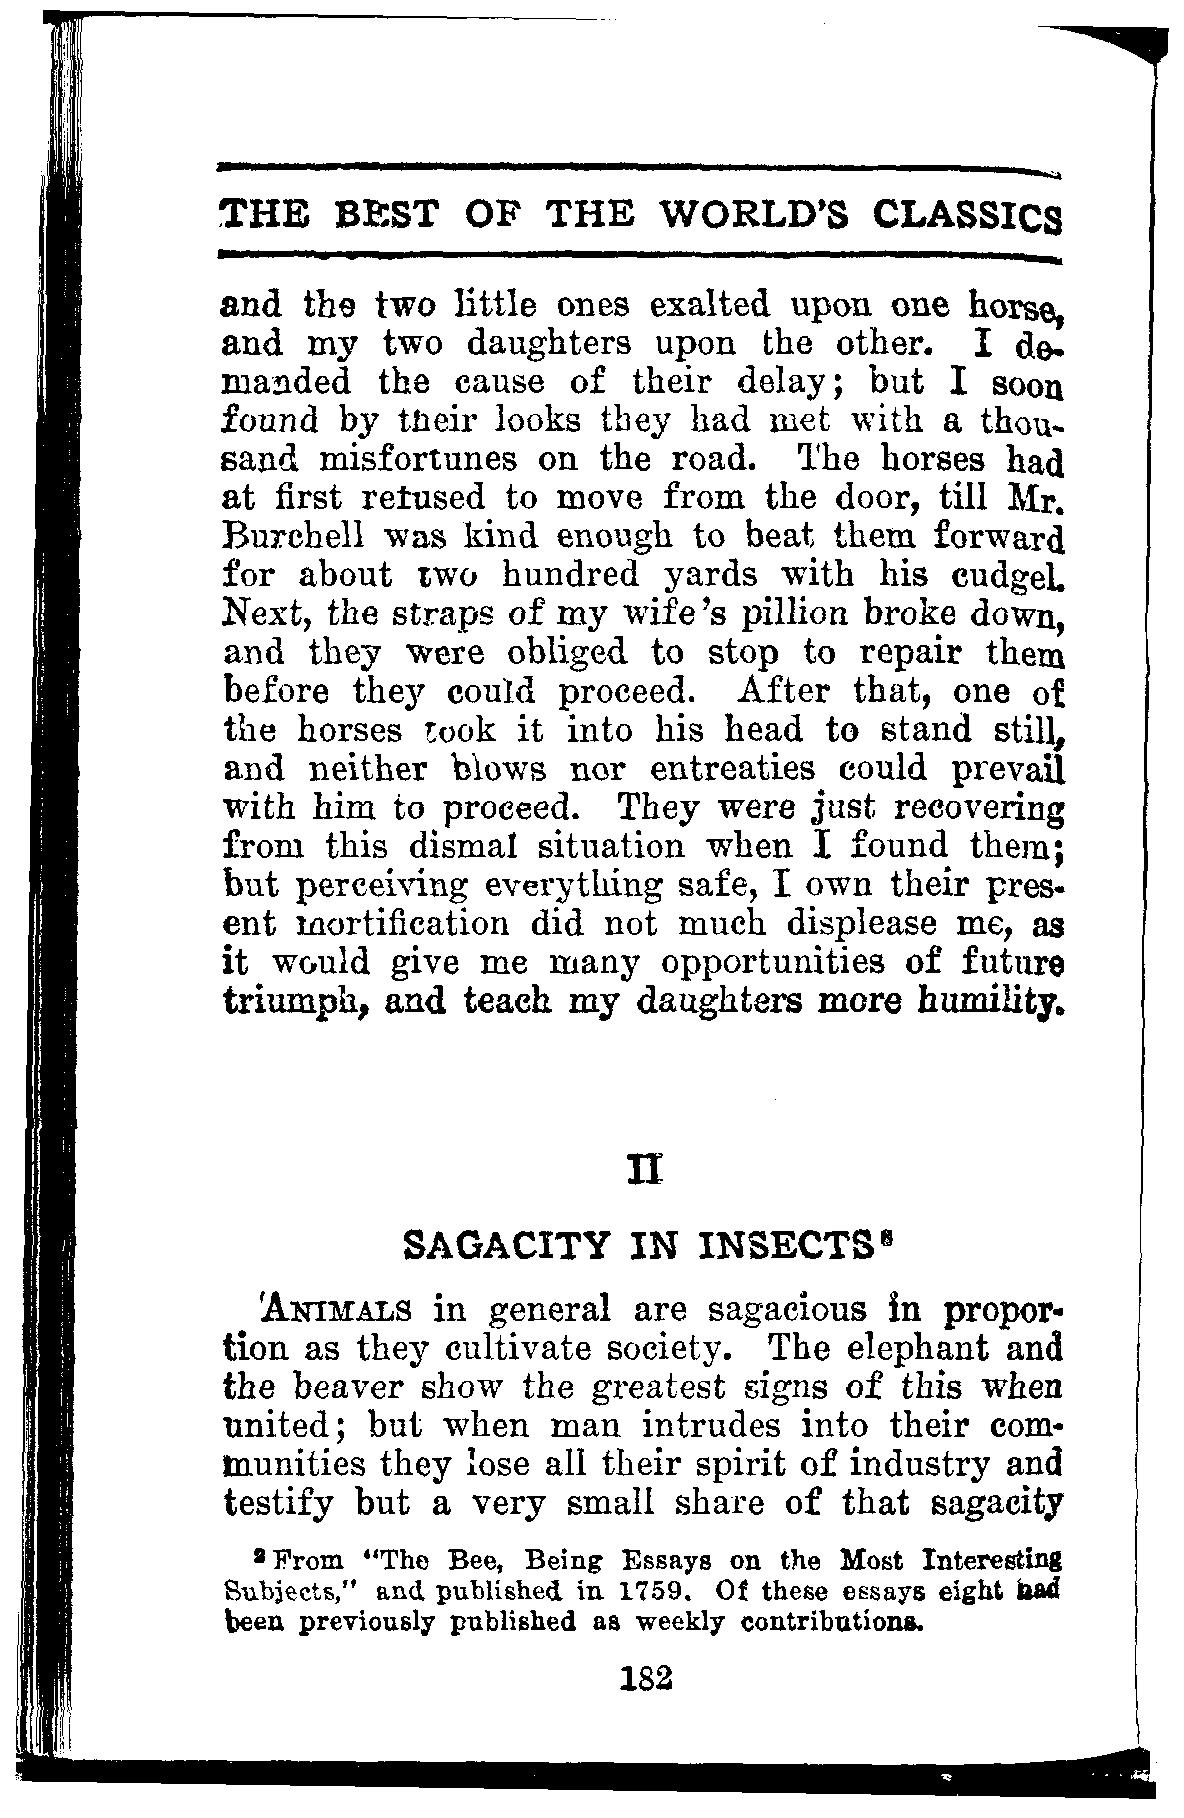 THE BEST OF THE WORLD'S CLASSICS
and the two little ones exalted upon one horse,
and my two daughters upon the other. I de-
manded the cause of their delay; but I soon
found by their looks they had met with a thou-
sand misfortunes on the road. The horses had
at first refused to move from the door, till Mr.
Burchell was kind enough to beat them forward
for about two hundred yards with his cudgel.
Next, the straps of my wife's pillion broke down,
and they were obliged to stop to repair them
before they could proceed. After that, one of
the horses took it into his head to stand still,
and neither blows nor entreaties could prevail
with him to proceed. They were just recovering
from this dismal situation when I found them;
but perceiving everything safe, I own their pres-
ent mortification did not much displease me, as
it would give me many opportunities of future
triumph, and teach my daughters more humility.
II
SAGACITY IN INSECTS⁸
ANIMALS in general are sagacious in propor-
tion as they cultivate society. The elephant and
the beaver show the greatest signs of this when
united; but when man intrudes into their com-
munities they lose all their spirit of industry and
testify but a very small share of that sagacity
⁸ From "The Bee, Being Essays on the Most Interesting
Subjects," and published in 1759. Of these essays eight had
been previously published as weekly contributions.
182